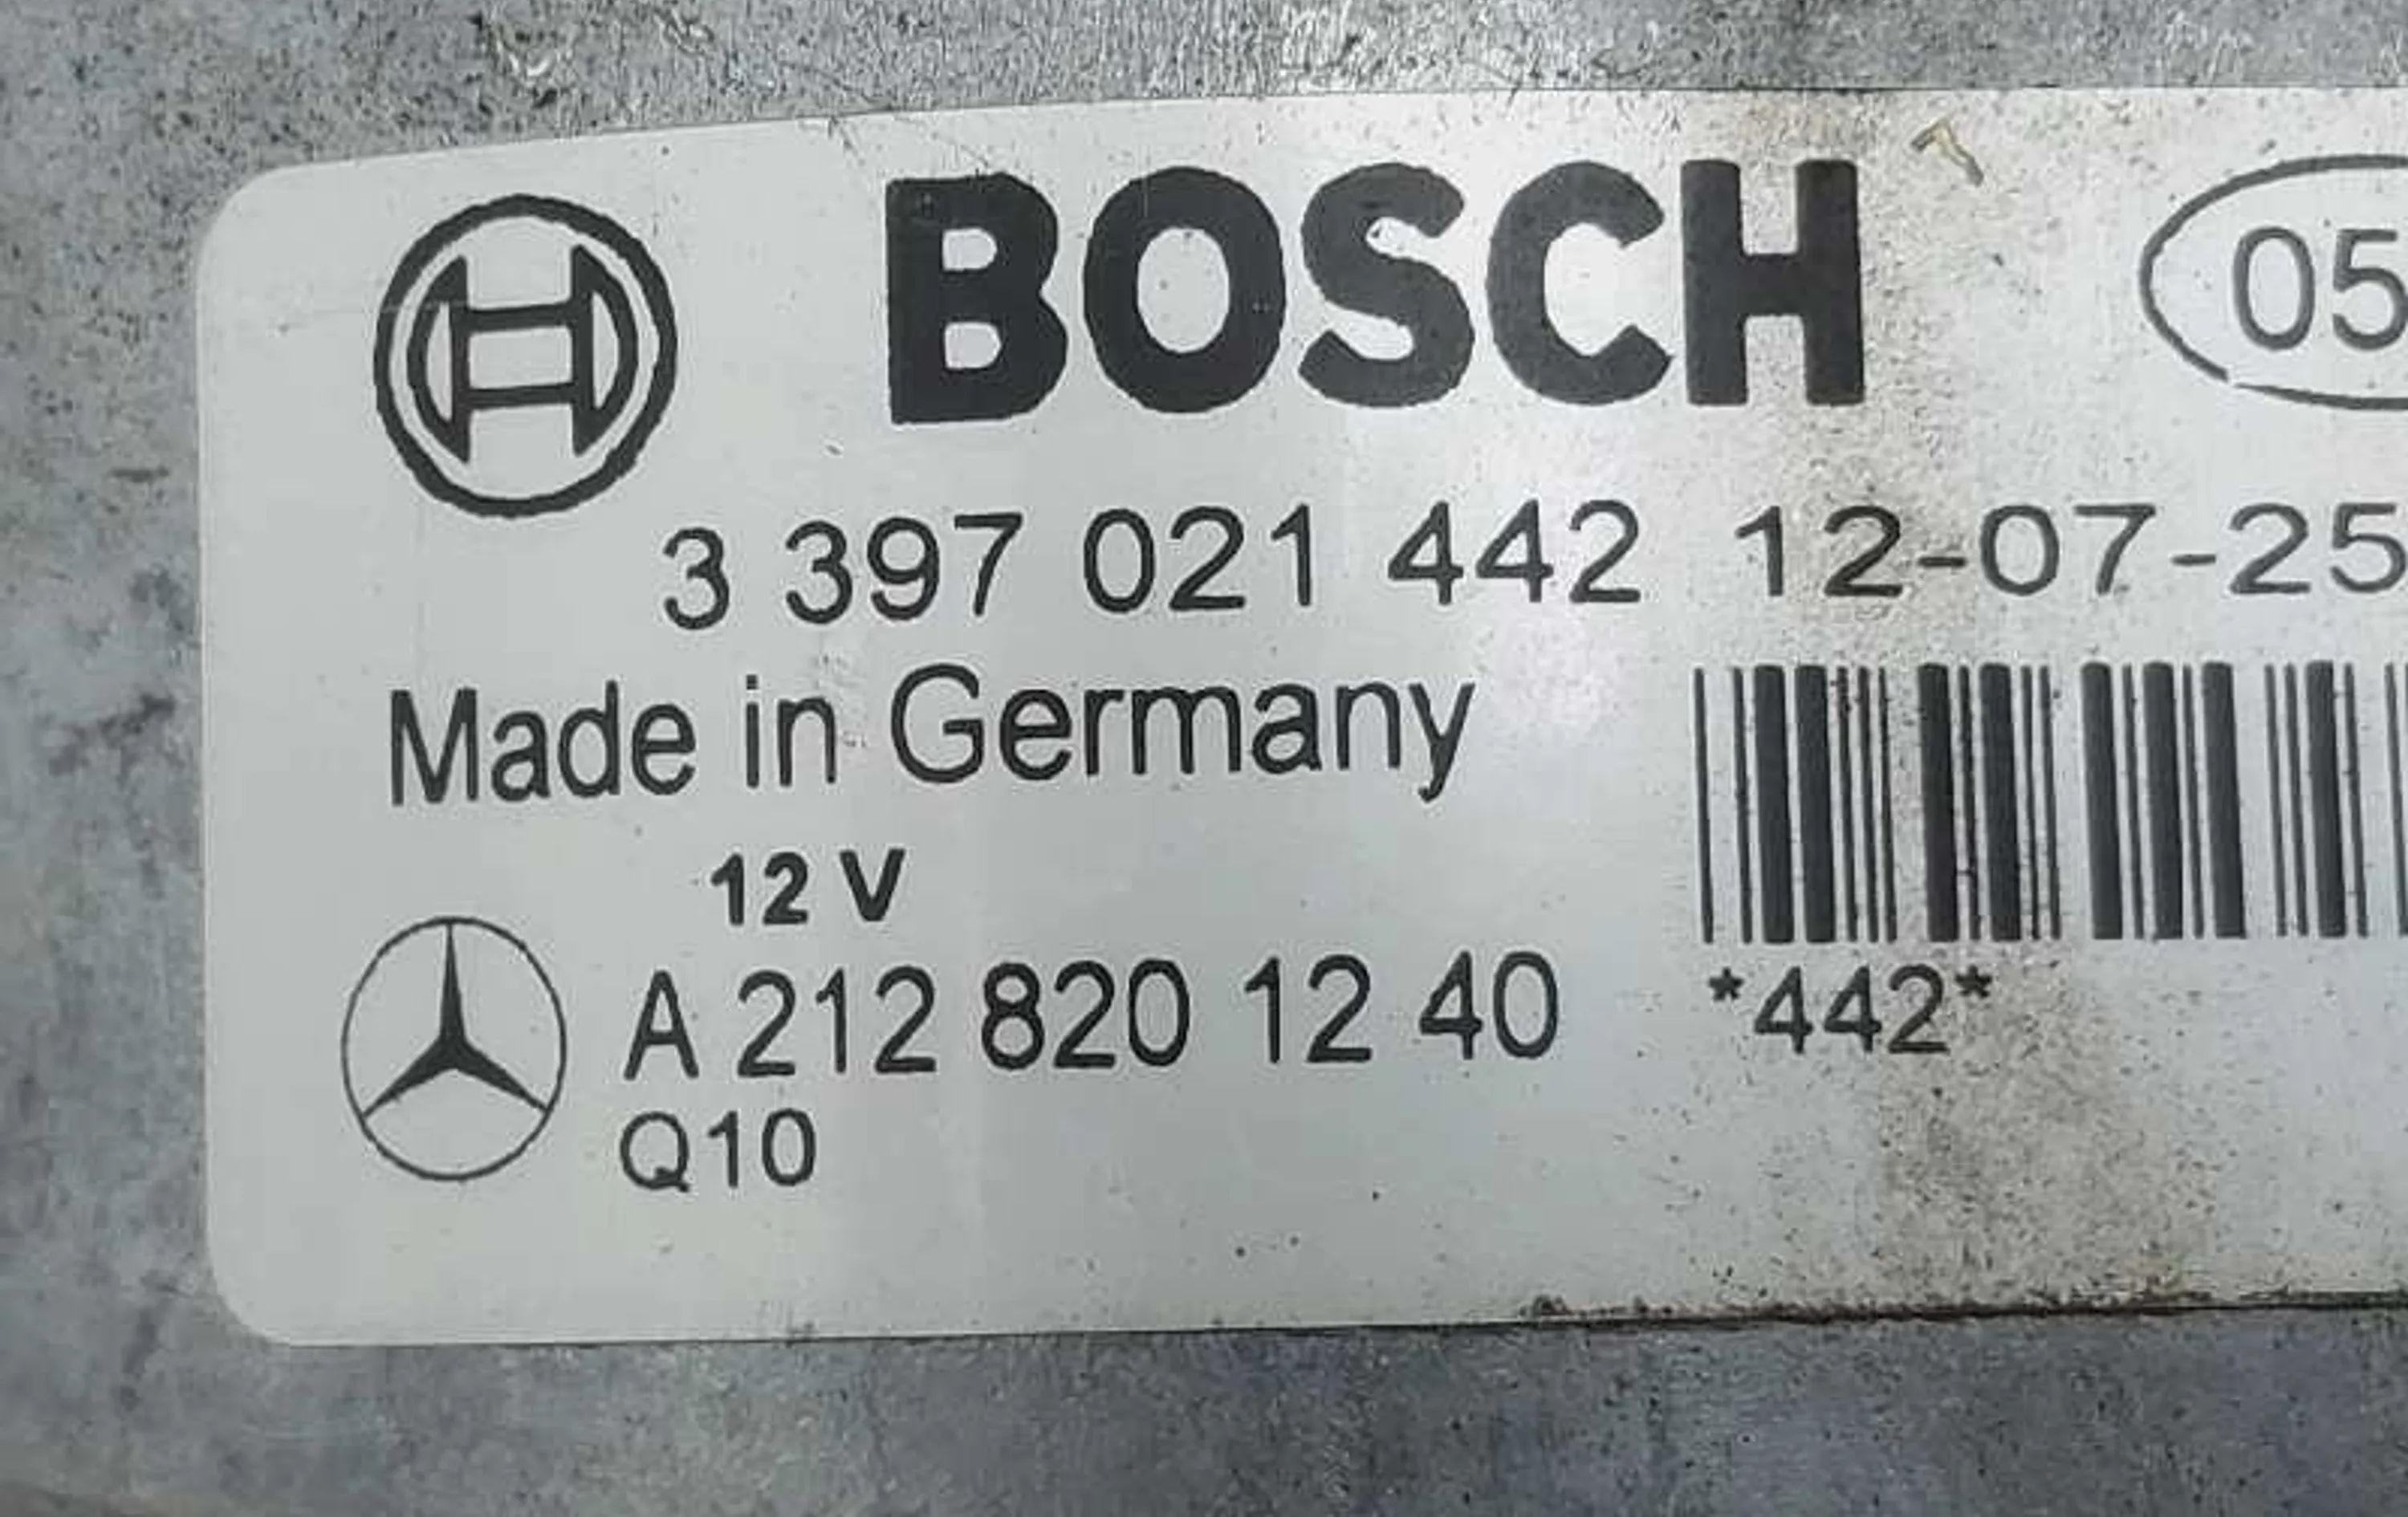 BOSCH 05
3 397 021 442 12-07-25
Made in Germany
12 V
A 212 820 12 40 *442*
Q10